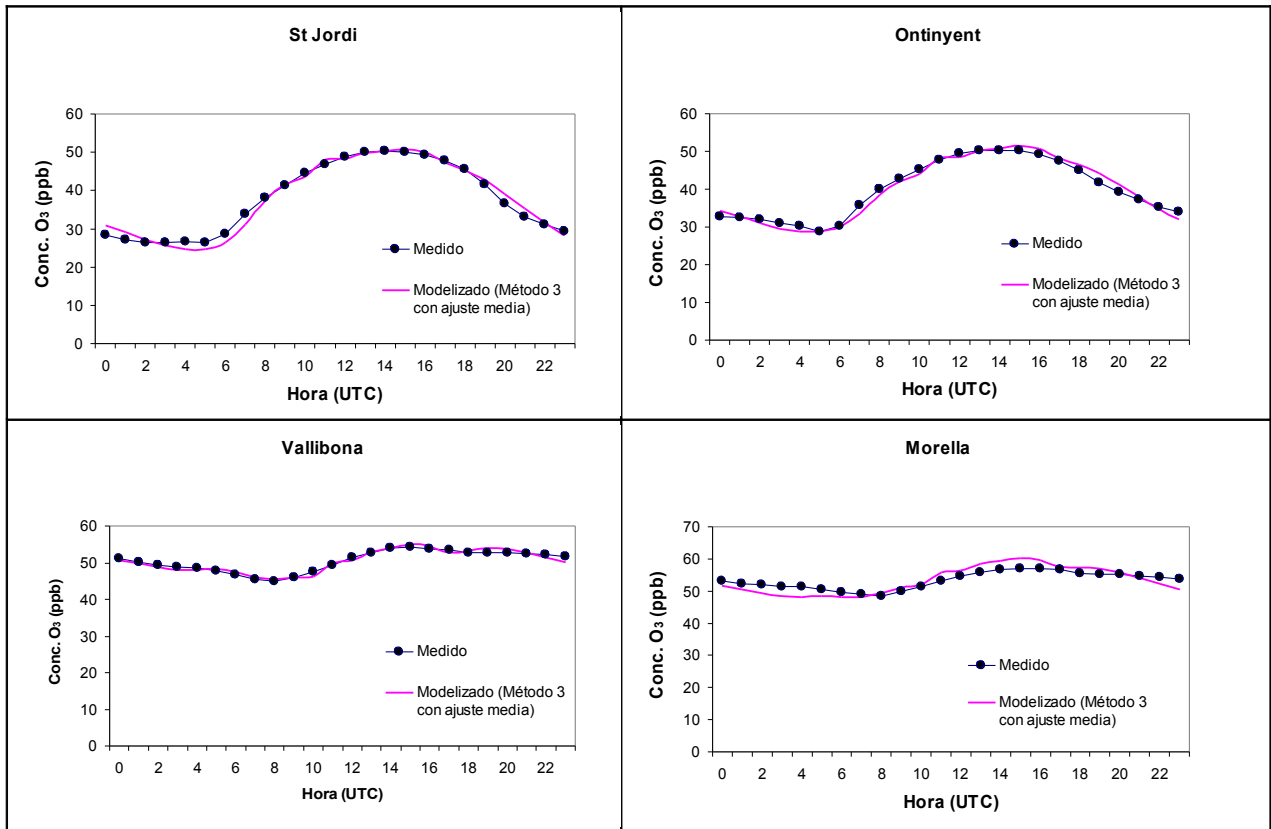 St Jordi
Conc. O₃ (ppb)
60
50
40
30
20
10
0
Medido
Modelizado (Método 3
con ajuste media)
0 2 4 6 8 10 12 14 16 18 20 22
Hora (UTC)
Ontinyent
Conc. O₃ (ppb)
60
50
40
30
20
10
0
Medido
Modelizado (Método 3
con ajuste media)
0 2 4 6 8 10 12 14 16 18 20 22
Hora (UTC)
Vallibona
Conc. O₃ (ppb)
60
50
40
30
20
10
0
Medido
Modelizado (Método 3
con ajuste media)
0 2 4 6 8 10 12 14 16 18 20 22
Hora (UTC)
Morella
Conc. O₃ (ppb)
70
60
50
40
30
20
10
0
Medido
Modelizado (Método 3
con ajuste media)
0 2 4 6 8 10 12 14 16 18 20 22
Hora (UTC)